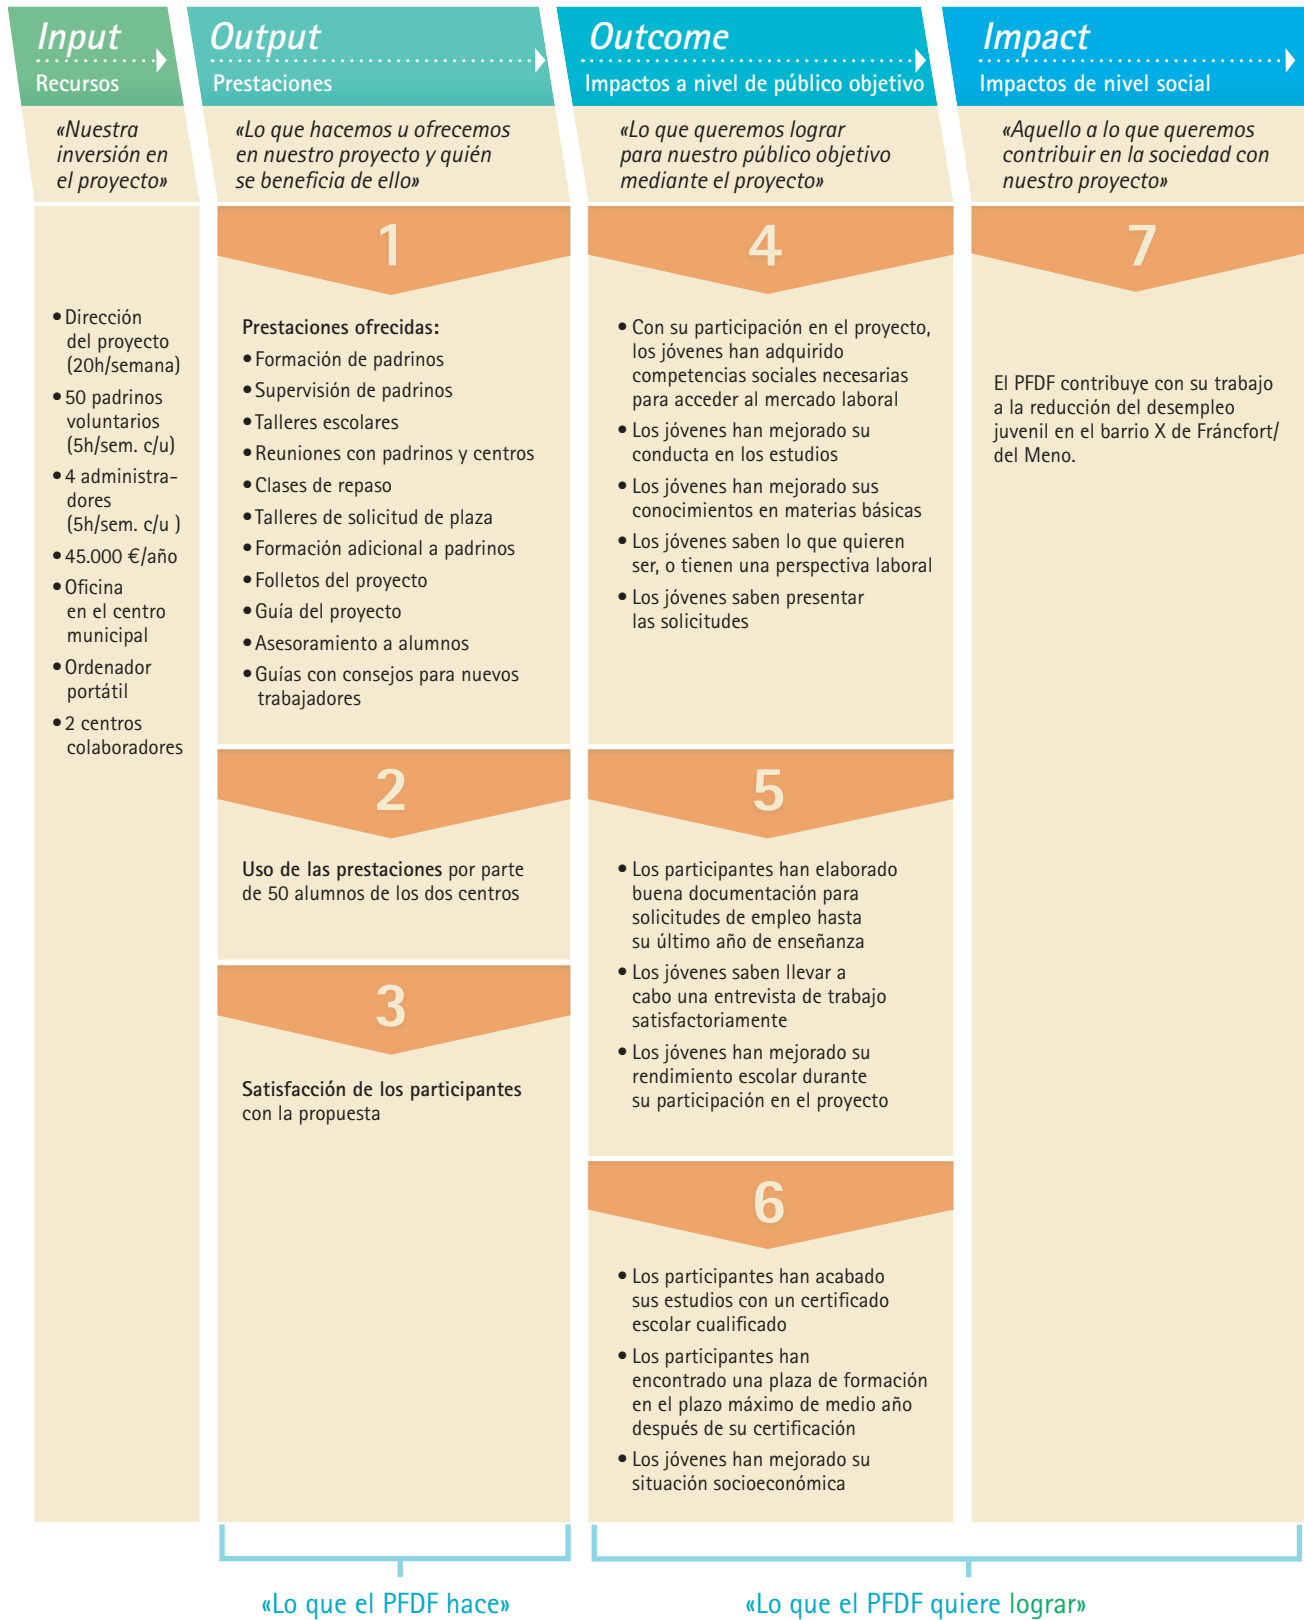 Input
Recursos
«Nuestra
inversión en
el proyecto»
• Dirección
del proyecto
(20h/semana)
• 50 padrinos
voluntarios
(5h/sem. c/u)
• 4 administra-
dores
(5h/sem. c/u )
• 45.000 €/año
• Oficina
en el centro
municipal
• Ordenador
portátil
• 2 centros
colaboradores
Output
Prestaciones
«Lo que hacemos u ofrecemos
en nuestro proyecto y quién
se beneficia de ello»
1
Prestaciones ofrecidas:
• Formación de padrinos
• Supervisión de padrinos
• Talleres escolares
• Reuniones con padrinos y centros
• Clases de repaso
• Talleres de solicitud de plaza
• Formación adicional a padrinos
• Folletos del proyecto
• Guía del proyecto
• Asesoramiento a alumnos
• Guías con consejos para nuevos
trabajadores
2
Uso de las prestaciones por parte
de 50 alumnos de los dos centros
3
Satisfacción de los participantes
con la propuesta
Outcome
Impactos a nivel de público objetivo
«Lo que queremos lograr
para nuestro público objetivo
mediante el proyecto»
4
• Con su participación en el proyecto,
los jóvenes han adquirido
competencias sociales necesarias
para acceder al mercado laboral
• Los jóvenes han mejorado su
conducta en los estudios
• Los jóvenes han mejorado sus
conocimientos en materias básicas
• Los jóvenes saben lo que quieren
ser, o tienen una perspectiva laboral
• Los jóvenes saben presentar
las solicitudes
5
• Los participantes han elaborado
buena documentación para
solicitudes de empleo hasta
su último año de enseñanza
• Los jóvenes saben llevar a
cabo una entrevista de trabajo
satisfactoriamente
• Los jóvenes han mejorado su
rendimiento escolar durante
su participación en el proyecto
6
• Los participantes han acabado
sus estudios con un certificado
escolar cualificado
• Los participantes han
encontrado una plaza de formación
en el plazo máximo de medio año
después de su certificación
• Los jóvenes han mejorado su
situación socioeconómica
Impact
Impactos de nivel social
«Aquello a lo que queremos
contribuir en la sociedad con
nuestro proyecto»
7
El PFDF contribuye con su trabajo
a la reducción del desempleo
juvenil en el barrio X de Fráncfort/
del Meno.
«Lo que el PFDF hace»
«Lo que el PFDF quiere lograr»